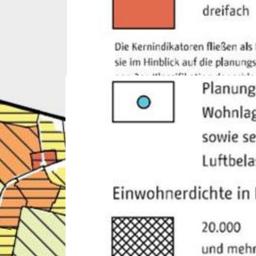 dreifach
Die Kernindikatoren fließen als
sie im Hinblick auf die planungs
Planung
Wohnlag
sowie se
Luftbela
Einwohnerdichte in
20.000
und mehr